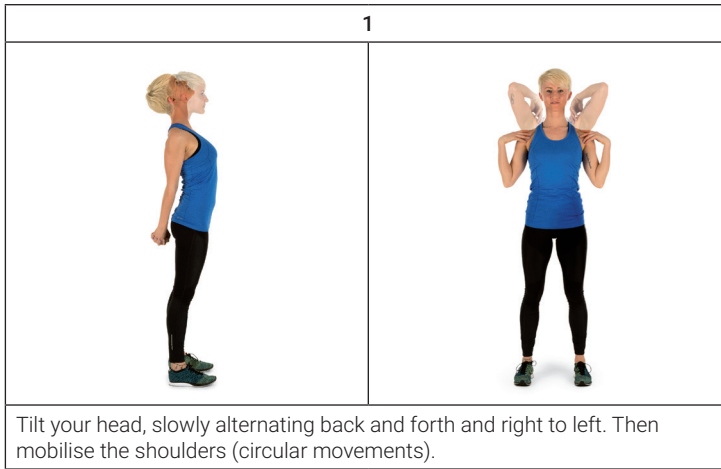 1
Tilt your head, slowly alternating back and forth and right to left. Then
mobilise the shoulders (circular movements).